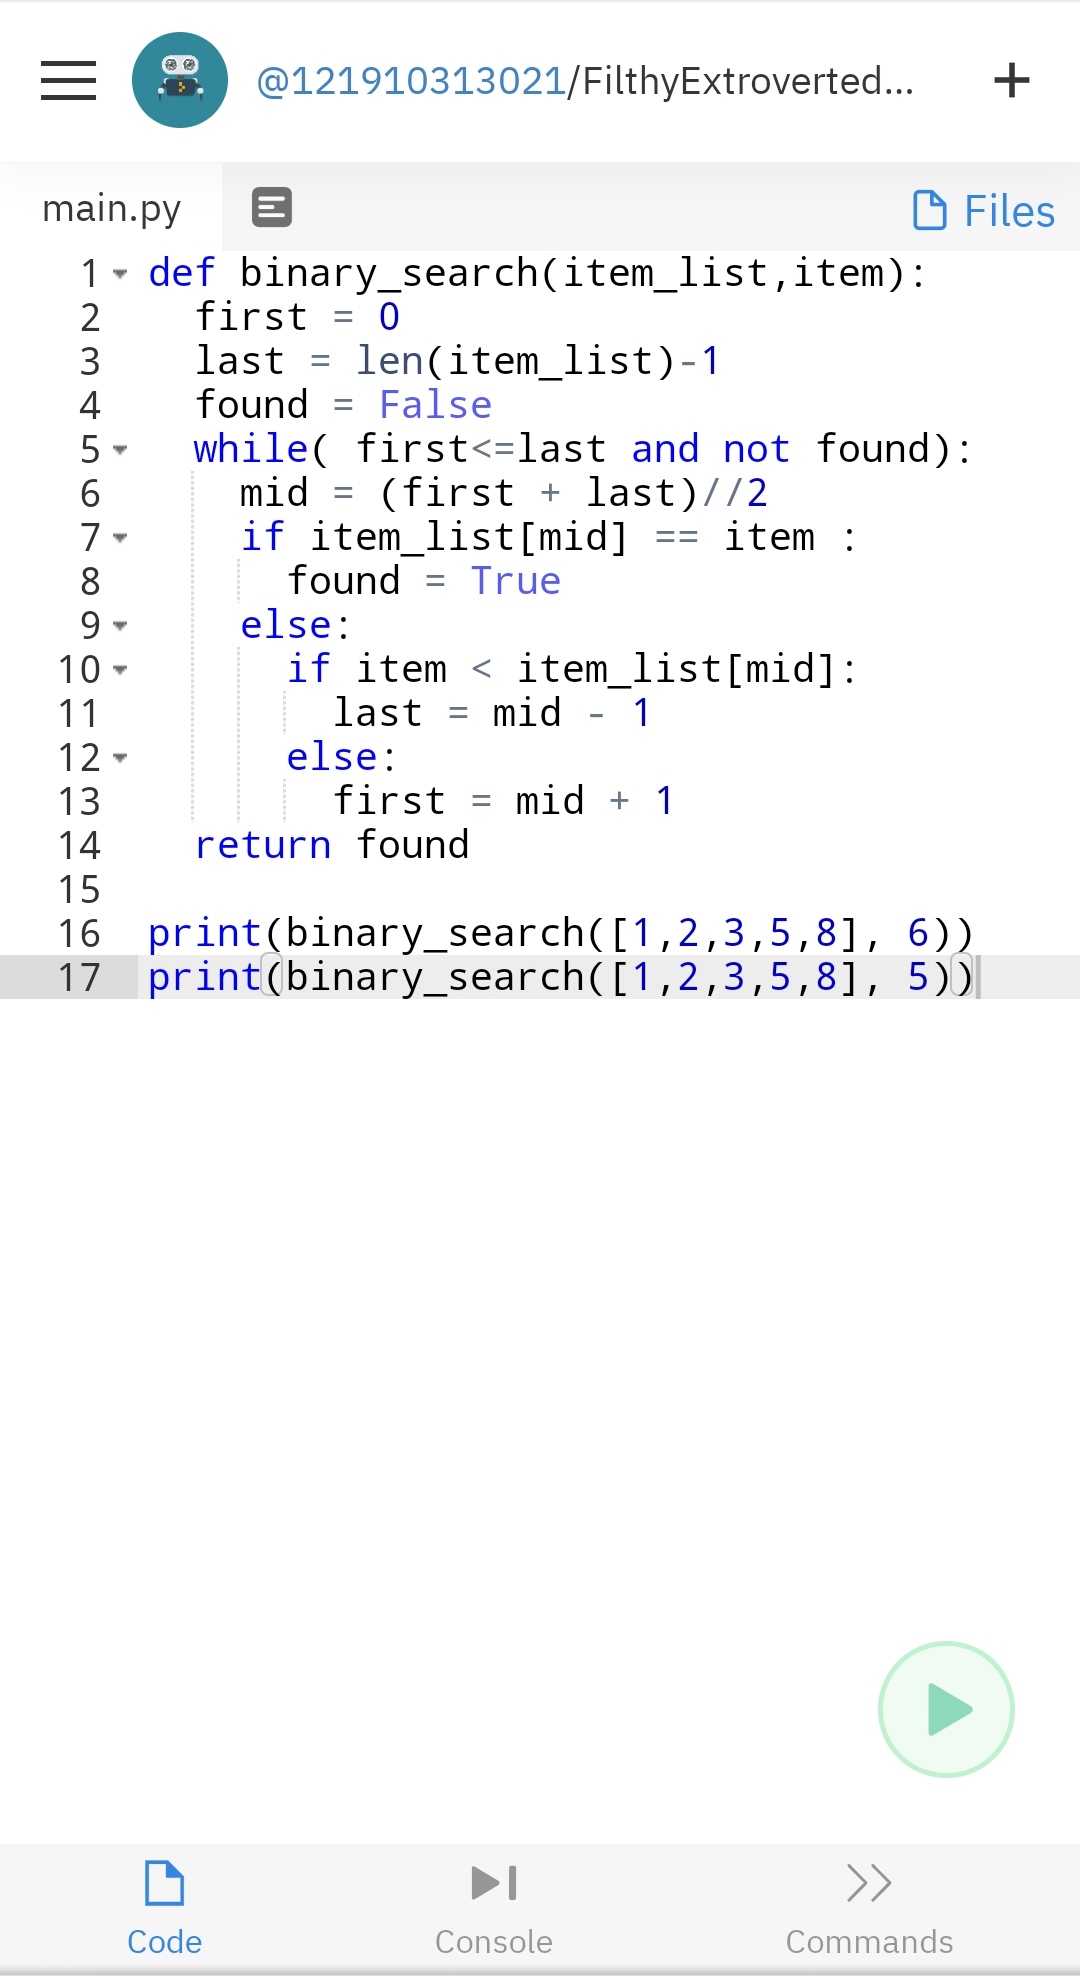 @121910313021/FilthyExtroverted...
main.py
Files
1 def binary_search(item_list,item):
2   first = 0
3   last = len(item_list)-1
4   found = False
5   while( first<=last and not found):
6     mid = (first + last)//2
7     if item_list[mid] == item :
8       found = True
9     else:
10       if item < item_list[mid]:
11         last = mid - 1
12       else:
13         first = mid + 1
14   return found
15
16 print(binary_search([1,2,3,5,8], 6))
17 print(binary_search([1,2,3,5,8], 5))
Code
Console
Commands